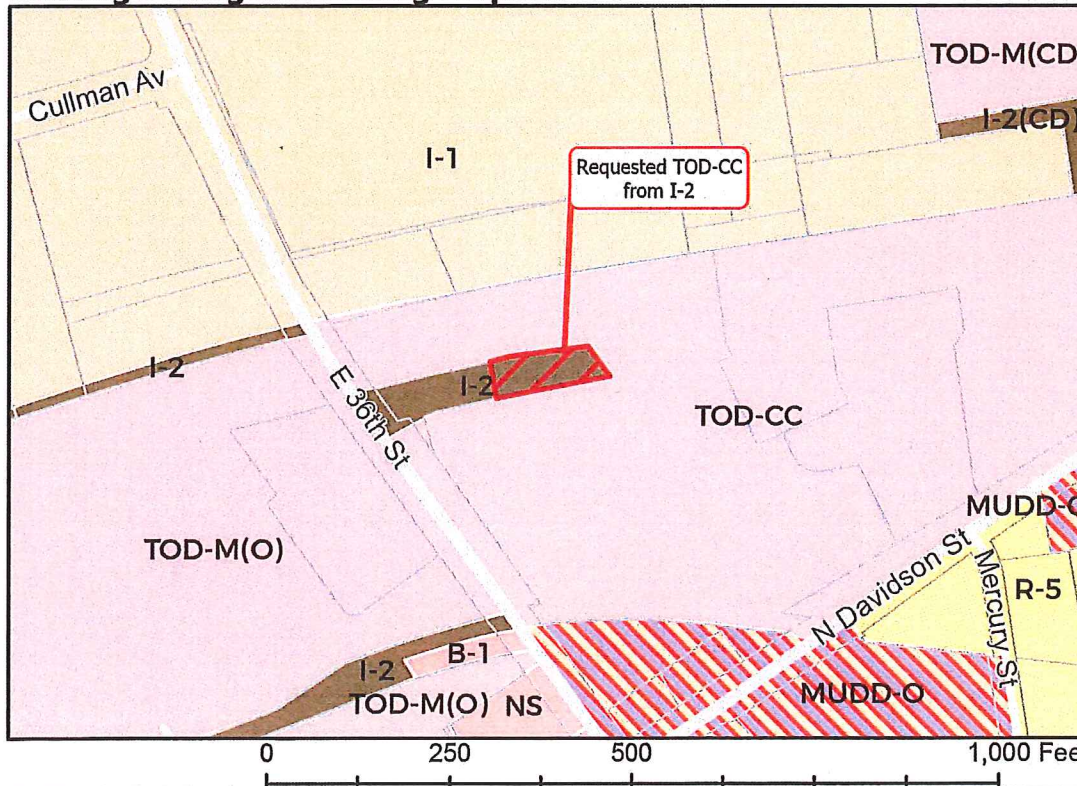 TOD-M(CD
Cullman Av
I-2(CD)
I-1
Requested TOD-CC
from I-2
I-2
E 36th St
I-2
TOD-CC
MUDD-O
TOD-M(O)
N Davidson St
Mercury St
R-5
B-1
I-2
TOD-M(O)
NS
MUDD-O
0 250 500 1,000 Fee